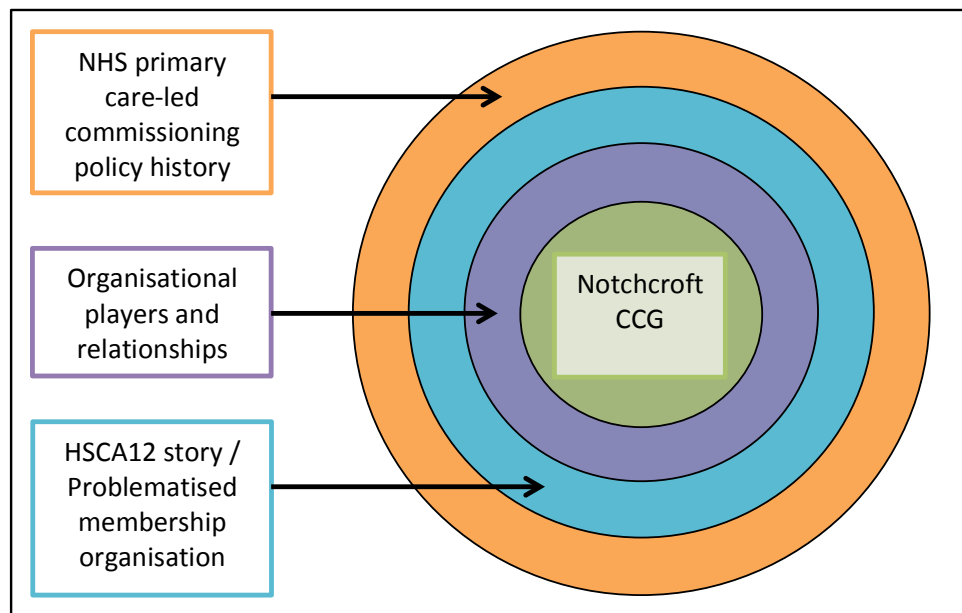 NHS primary
care-led
commissioning
policy history
Organisational
players and
relationships
HSCA12 story /
Problematised
membership
organisation
Notchcroft
CCG